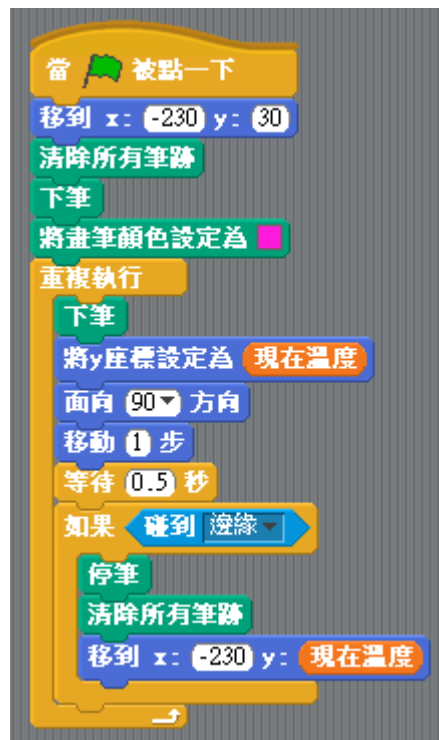 當 被點一下
移到 x: -230 y: 30
清除所有筆跡
下筆
將畫筆顏色設定為
重複執行
下筆
將y座標設定為 現在溫度
面向 90 方向
移動 1 步
等待 0.5 秒
如果 碰到 邊緣
停筆
清除所有筆跡
移到 x: -230 y: 現在溫度